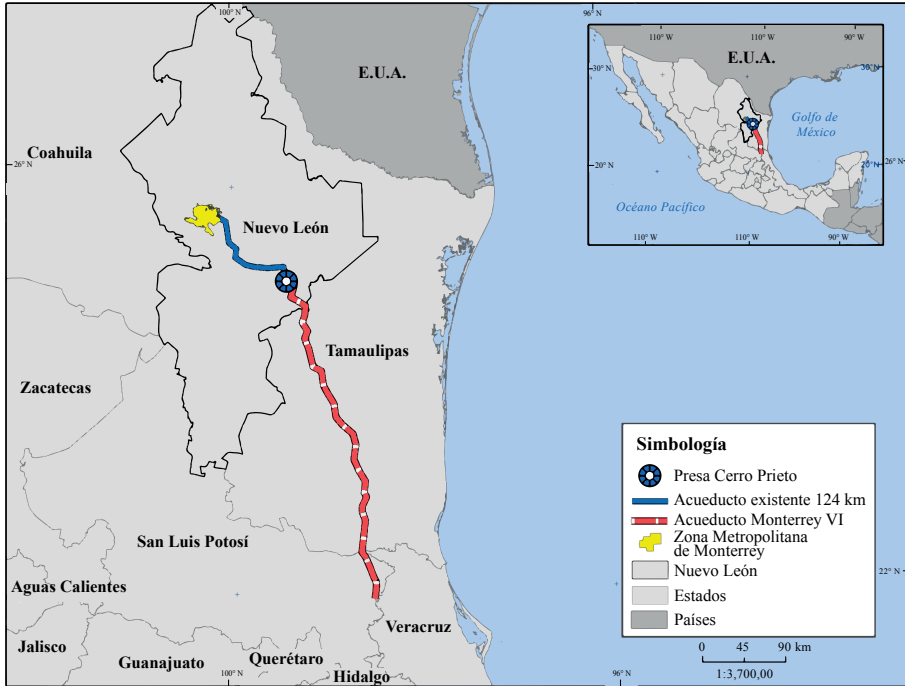 100° N
96° N
E.U.A.
Coahuila
26° N
Nuevo León
Tamaulipas
Zacatecas
San Luis Potosí
Aguas Calientes
Jalisco
Guanajuato
Querétaro
Hidalgo
Veracruz
100° N
96° N
26° N
22° N
110° W
110° W
90° W
E.U.A.
30° N
30° N
Golfo de
México
20° N
20° N
Océano Pacífico
110° W
110° W
90° W
Simbología
Presa Cerro Prieto
Acueducto existente 124 km
Acueducto Monterrey VI
Zona Metropolitana
de Monterrey
Nuevo León
Estados
Países
0 45 90 km
1:3,700,00